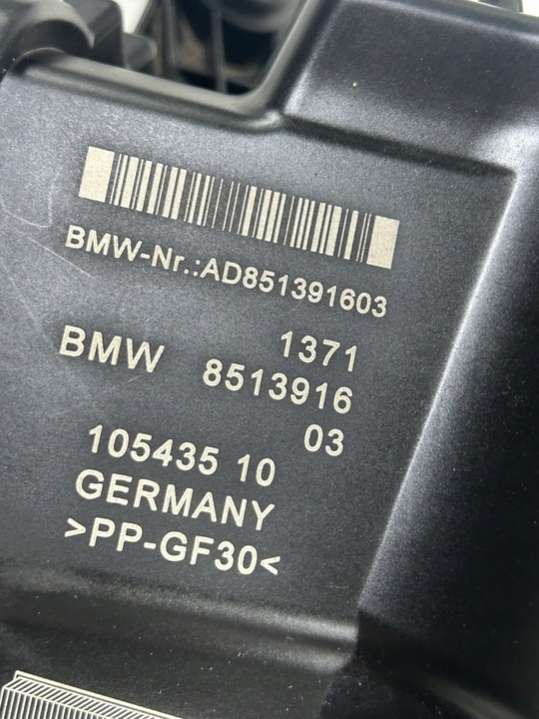 BMW-Nr.:AD851391603
1371
BMW 8513916
03
105435 10
GERMANY
>PP-GF30<